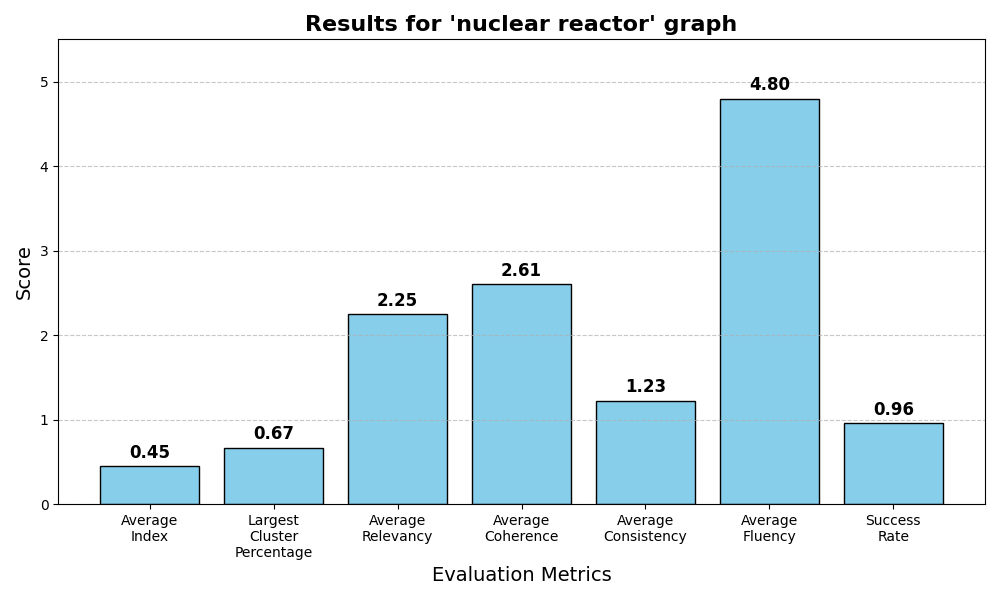 Results for 'nuclear reactor' graph
Score
5
4
3
2
1
0
0.45
0.67
2.25
2.61
1.23
4.80
0.96
Average
Index
Largest
Cluster
Percentage
Average
Relevancy
Average
Coherence
Average
Consistency
Average
Fluency
Success
Rate
Evaluation Metrics